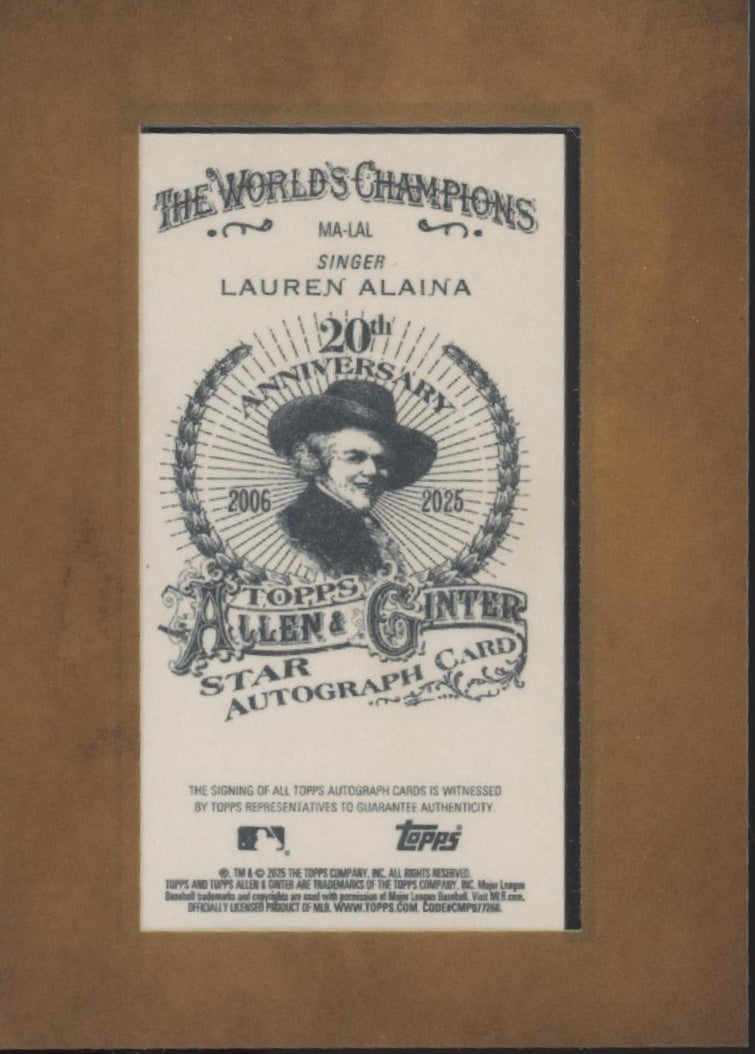 THE WORLD'S CHAMPIONS
MA-LAL
SINGER
LAUREN ALAINA
20th
ANNIVERSARY
2006 2025
TOPPS
ALLEN & GINTER
STAR
AUTOGRAPH CARD
THE SIGNING OF ALL TOPPS AUTOGRAPH CARDS IS WITNESSED
BY TOPPS REPRESENTATIVES TO GUARANTEE AUTHENTICITY.
topps
®, TM & © 2025 THE TOPPS COMPANY, INC. ALL RIGHTS RESERVED.
TOPPS AND TOPPS ALLEN & GINTER ARE TRADEMARKS OF THE TOPPS COMPANY, INC. Major League
Baseball trademarks and copyrights are used with permission of Major League Baseball. Visit MLB.com.
OFFICIALLY LICENSED PRODUCT OF MLB. WWW.TOPPS.COM. CODE#CMP077266.